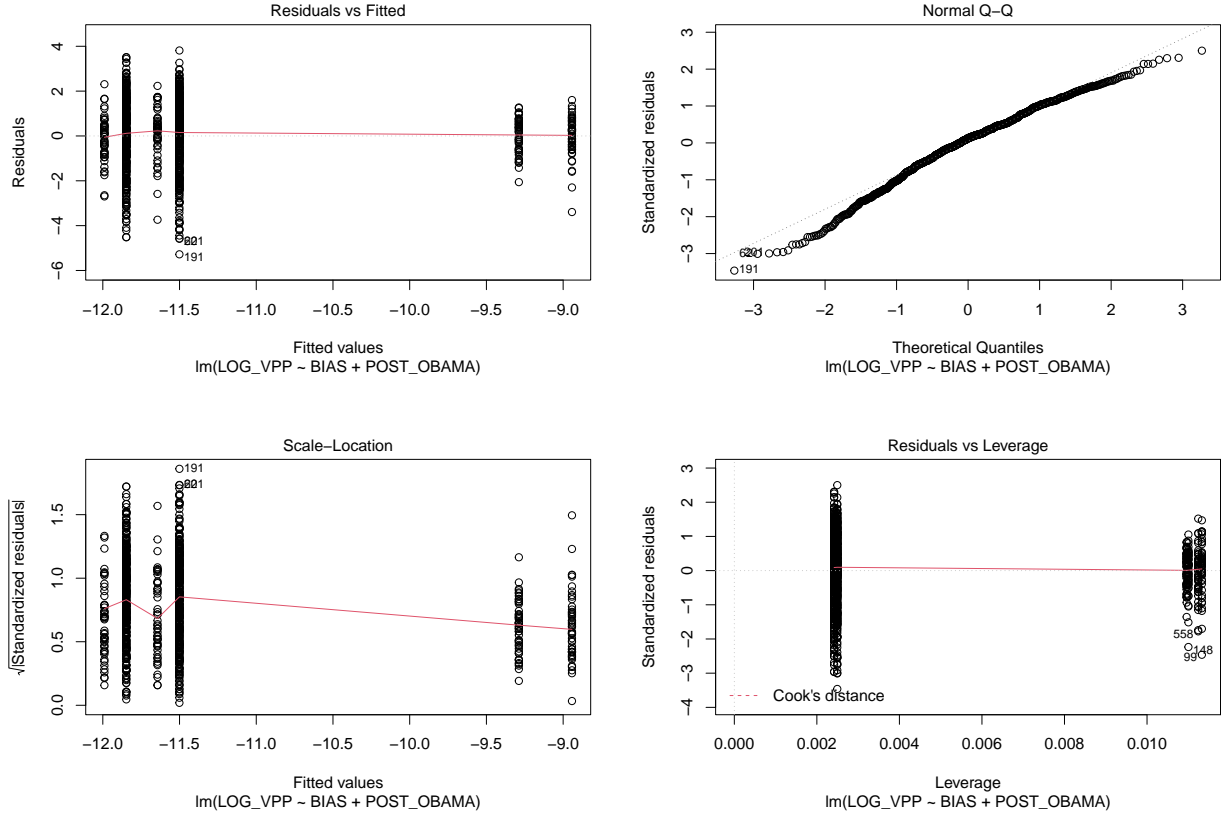 Residuals vs Fitted
Residuals
4
2
0
−2
−4
−6
191
−12.0 −11.5 −11.0 −10.5 −10.0 −9.5 −9.0
Fitted values
lm(LOG_VPP ~ BIAS + POST_OBAMA)
Normal Q−Q
Standardized residuals
3
2
1
0
−1
−2
−3
191
−3 −2 −1 0 1 2 3
Theoretical Quantiles
lm(LOG_VPP ~ BIAS + POST_OBAMA)
Scale−Location
√|Standardized residuals|
1.5
1.0
0.5
0.0
191
−12.0 −11.5 −11.0 −10.5 −10.0 −9.5 −9.0
Fitted values
lm(LOG_VPP ~ BIAS + POST_OBAMA)
Residuals vs Leverage
Standardized residuals
3
2
1
0
−1
−2
−3
−4
558
148
99
Cook's distance
0.000 0.002 0.004 0.006 0.008 0.010
Leverage
lm(LOG_VPP ~ BIAS + POST_OBAMA)